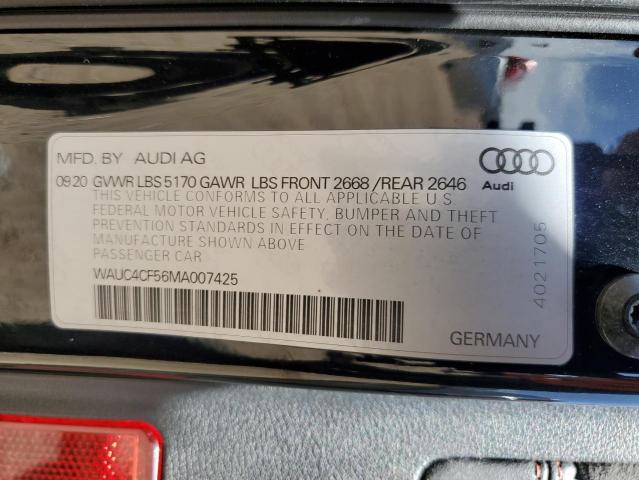 MFD. BY AUDI AG
09 20 GVWR LBS 5170 GAWR LBS FRONT 2668 /REAR 2646
Audi
THIS VEHICLE CONFORMS TO ALL APPLICABLE U S
FEDERAL MOTOR VEHICLE SAFETY, BUMPER AND THEFT
PREVENTION STANDARDS IN EFFECT ON THE DATE OF
MANUFACTURE SHOWN ABOVE
PASSENGER CAR
WAUC4CF56MA007425
4021705
GERMANY